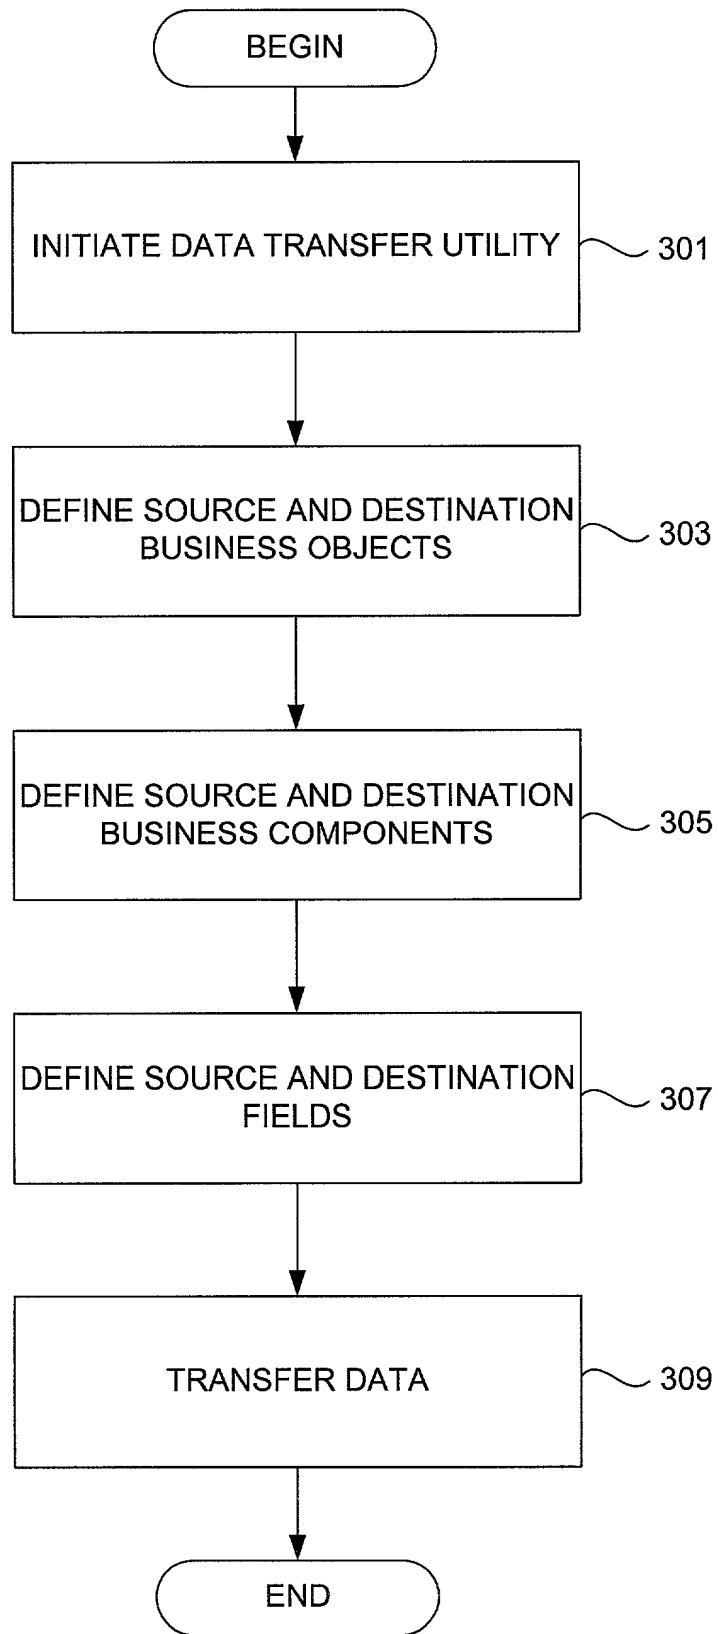 BEGIN
INITIATE DATA TRANSFER UTILITY
301
DEFINE SOURCE AND DESTINATION
BUSINESS OBJECTS
303
DEFINE SOURCE AND DESTINATION
BUSINESS COMPONENTS
305
DEFINE SOURCE AND DESTINATION
FIELDS
307
TRANSFER DATA
309
END